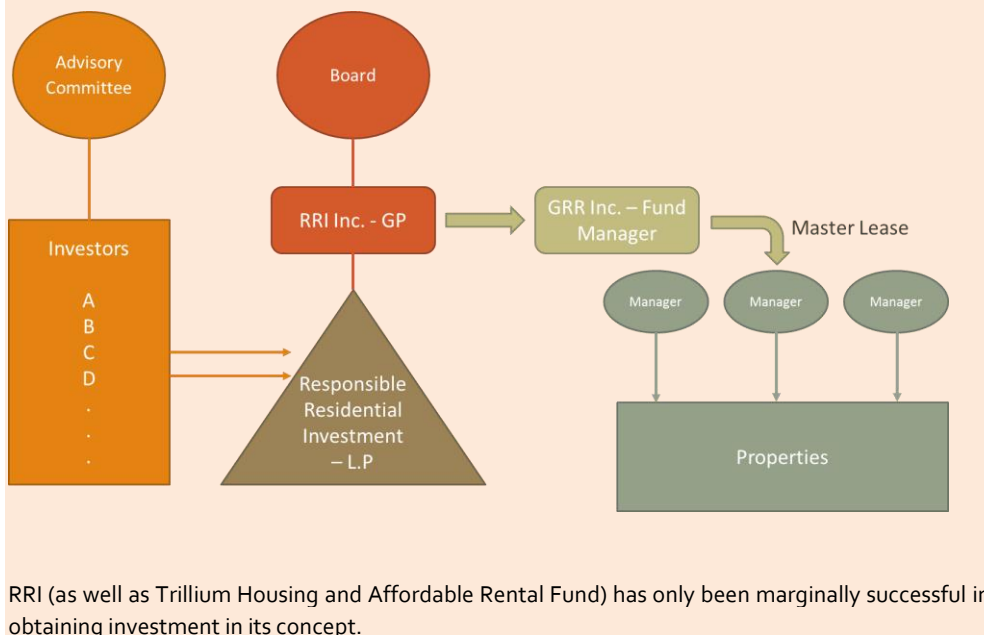 Advisory
Committee
Board
RRI Inc. - GP
GRR Inc. – Fund
Manager
Master Lease
Investors
A
B
C
D
.
.
.
Manager
Manager
Manager
Responsible
Residential
Investment
– L.P
Properties
RRI (as well as Trillium Housing and Affordable Rental Fund) has only been marginally successful in
obtaining investment in its concept.